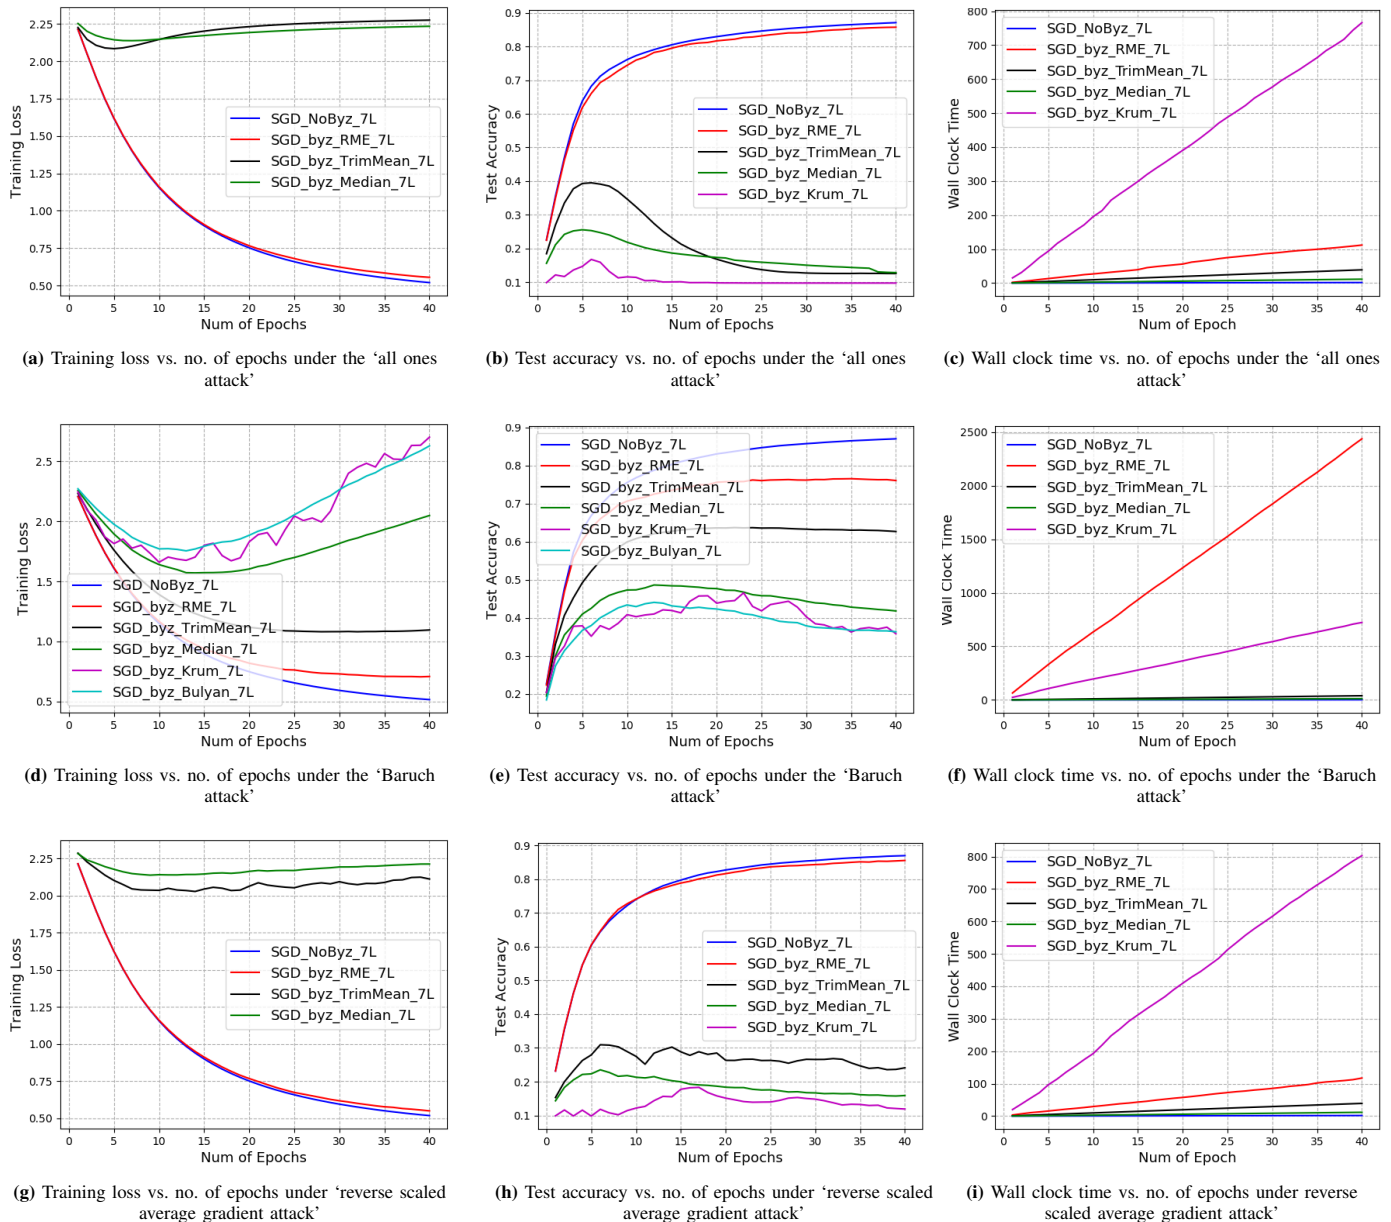 2.25
2.00
1.75
1.50
1.25
1.00
0.75
0.50
Training Loss
SGD_NoByz_7L
SGD_byz_RME_7L
SGD_byz_TrimMean_7L
SGD_byz_Median_7L
0 5 10 15 20 25 30 35 40
Num of Epochs
(a) Training loss vs. no. of epochs under the ‘all ones
attack’
0.9
0.8
0.7
0.6
0.5
0.4
0.3
0.2
0.1
Test Accuracy
SGD_NoByz_7L
SGD_byz_RME_7L
SGD_byz_TrimMean_7L
SGD_byz_Median_7L
SGD_byz_Krum_7L
0 5 10 15 20 25 30 35 40
Num of Epochs
(b) Test accuracy vs. no. of epochs under the ‘all ones
attack’
800
700
600
500
400
300
200
100
0
Wall Clock Time
SGD_NoByz_7L
SGD_byz_RME_7L
SGD_byz_TrimMean_7L
SGD_byz_Median_7L
SGD_byz_Krum_7L
0 5 10 15 20 25 30 35 40
Num of Epoch
(c) Wall clock time vs. no. of epochs under the ‘all ones
attack’
2.5
2.0
1.5
1.0
0.5
Training Loss
SGD_NoByz_7L
SGD_byz_RME_7L
SGD_byz_TrimMean_7L
SGD_byz_Median_7L
SGD_byz_Krum_7L
SGD_byz_Bulyan_7L
0 5 10 15 20 25 30 35 40
Num of Epochs
(d) Training loss vs. no. of epochs under the ‘Baruch
attack’
0.9
0.8
0.7
0.6
0.5
0.4
0.3
0.2
Test Accuracy
SGD_NoByz_7L
SGD_byz_RME_7L
SGD_byz_TrimMean_7L
SGD_byz_Median_7L
SGD_byz_Krum_7L
SGD_byz_Bulyan_7L
0 5 10 15 20 25 30 35 40
Num of Epochs
(e) Test accuracy vs. no. of epochs under the ‘Baruch
attack’
2500
2000
1500
1000
500
0
Wall Clock Time
SGD_NoByz_7L
SGD_byz_RME_7L
SGD_byz_TrimMean_7L
SGD_byz_Median_7L
SGD_byz_Krum_7L
0 5 10 15 20 25 30 35 40
Num of Epoch
(f) Wall clock time vs. no. of epochs under the ‘Baruch
attack’
2.25
2.00
1.75
1.50
1.25
1.00
0.75
0.50
Training Loss
SGD_NoByz_7L
SGD_byz_RME_7L
SGD_byz_TrimMean_7L
SGD_byz_Median_7L
0 5 10 15 20 25 30 35 40
Num of Epochs
(g) Training loss vs. no. of epochs under ‘reverse scaled
average gradient attack’
0.9
0.8
0.7
0.6
0.5
0.4
0.3
0.2
0.1
Test Accuracy
SGD_NoByz_7L
SGD_byz_RME_7L
SGD_byz_TrimMean_7L
SGD_byz_Median_7L
SGD_byz_Krum_7L
0 5 10 15 20 25 30 35 40
Num of Epochs
(h) Test accuracy vs. no. of epochs under ‘reverse scaled
average gradient attack’
800
700
600
500
400
300
200
100
0
Wall Clock Time
SGD_NoByz_7L
SGD_byz_RME_7L
SGD_byz_TrimMean_7L
SGD_byz_Median_7L
SGD_byz_Krum_7L
0 5 10 15 20 25 30 35 40
Num of Epoch
(i) Wall clock time vs. no. of epochs under reverse
scaled average gradient attack’